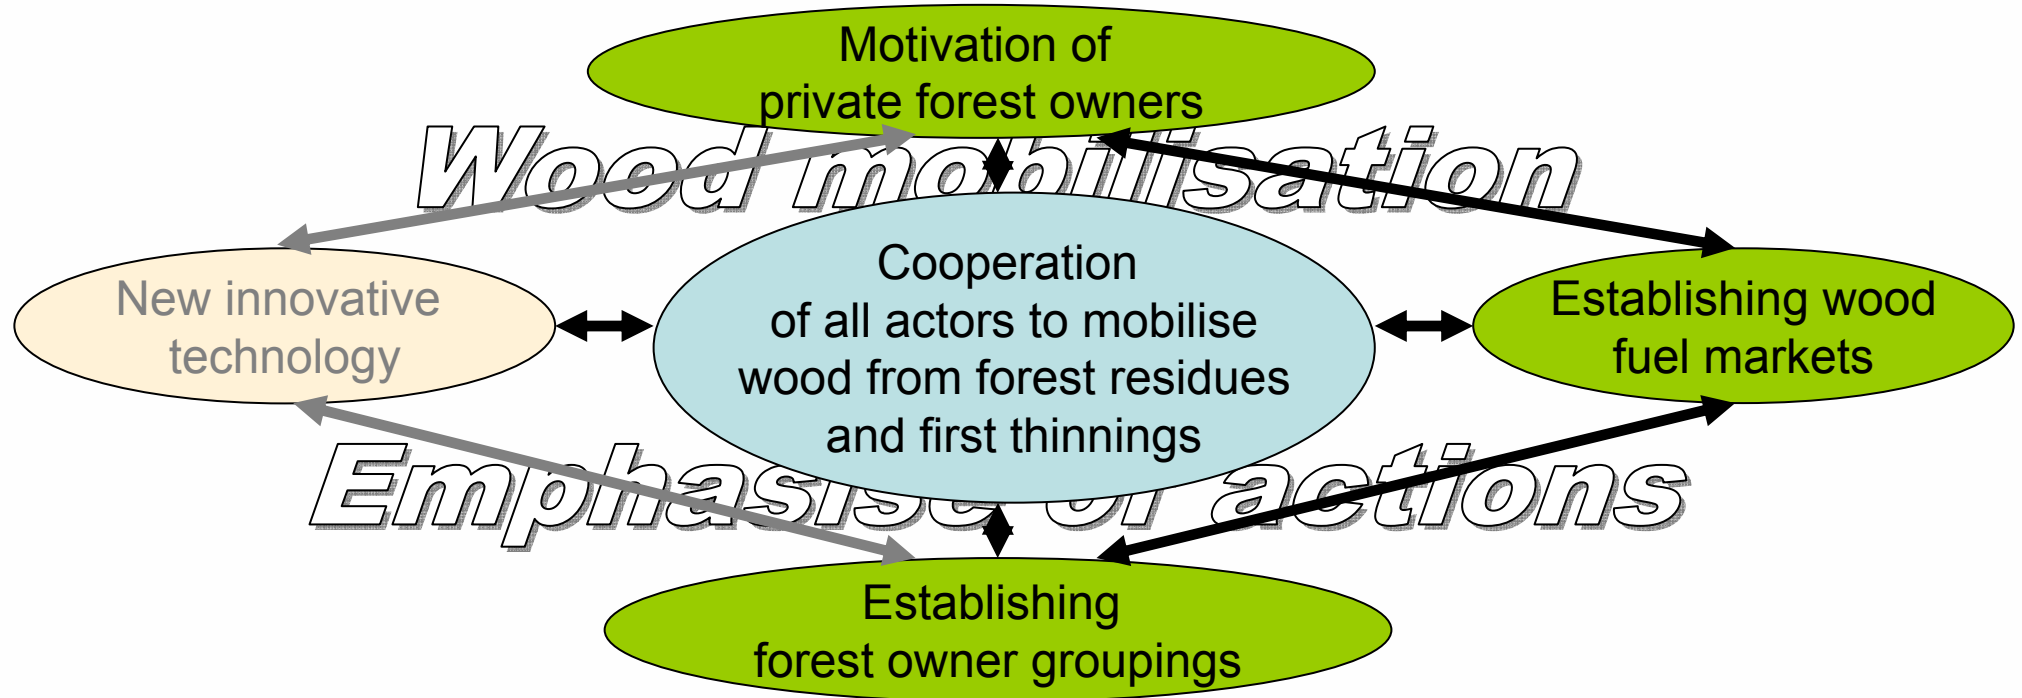 Motivation of
private forest owners
Wood mobilisation
New innovative
technology
Cooperation
of all actors to mobilise
wood from forest residues
and first thinnings
Establishing wood
fuel markets
Emphasise of actions
Establishing
forest owner groupings